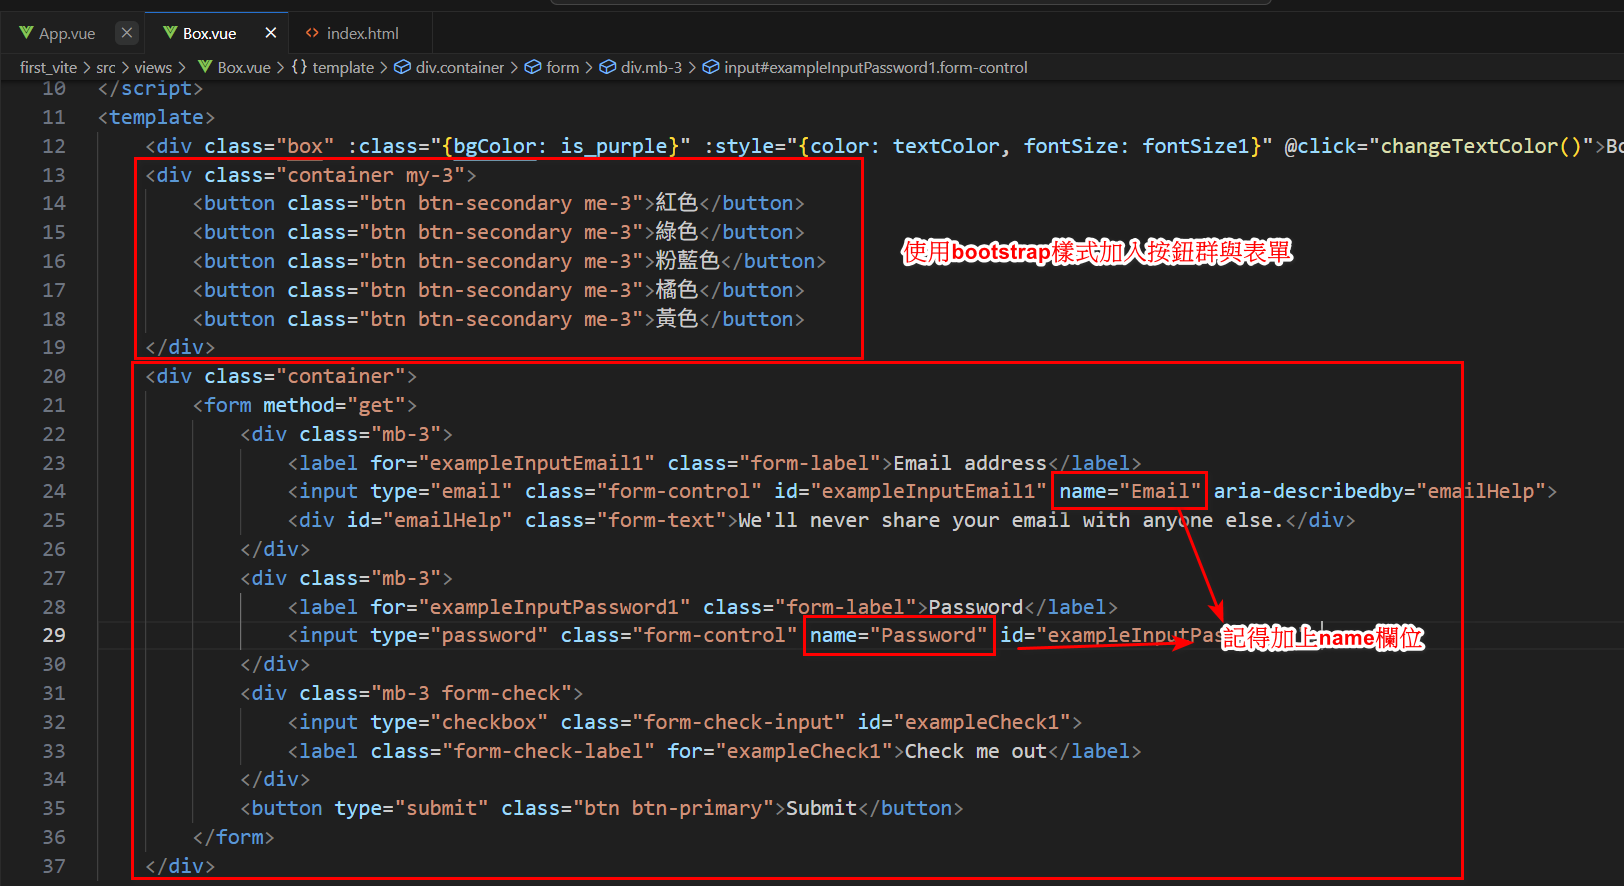 App.vue
Box.vue
index.html
first_vite > src > views > Box.vue > {} template > div.container > form > div.mb-3 > input#exampleInputPassword1.form-control
10 </script>
11 <template>
12 <div class="box" :class="{bgColor: is_purple}" :style="{color: textColor, fontSize: fontSize1}" @click="changeTextColor()">Bo
13 <div class="container my-3">
14 <button class="btn btn-secondary me-3">紅色</button>
15 <button class="btn btn-secondary me-3">綠色</button>
使用bootstrap樣式加入按鈕群與表單
16 <button class="btn btn-secondary me-3">粉藍色</button>
17 <button class="btn btn-secondary me-3">橘色</button>
18 <button class="btn btn-secondary me-3">黃色</button>
19 </div>
20 <div class="container">
21 <form method="get">
22 <div class="mb-3">
23 <label for="exampleInputEmail1" class="form-label">Email address</label>
24 <input type="email" class="form-control" id="exampleInputEmail1" name="Email" aria-describedby="emailHelp">
25 <div id="emailHelp" class="form-text">We'll never share your email with anyone else.</div>
26 </div>
27 <div class="mb-3">
28 <label for="exampleInputPassword1" class="form-label">Password</label>
29 <input type="password" class="form-control" name="Password" id="exampleInputPas
記得加上name欄位
30 </div>
31 <div class="mb-3 form-check">
32 <input type="checkbox" class="form-check-input" id="exampleCheck1">
33 <label class="form-check-label" for="exampleCheck1">Check me out</label>
34 </div>
35 <button type="submit" class="btn btn-primary">Submit</button>
36 </form>
37 </div>